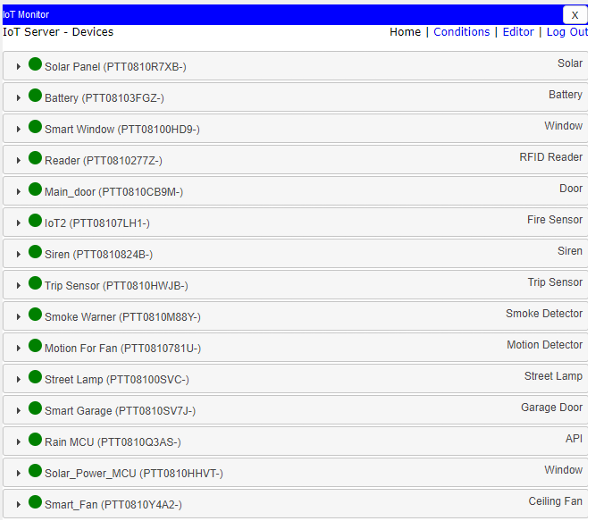 IoT Monitor X
IoT Server - Devices Home | Conditions | Editor | Log Out
Solar Panel (PTT0810R7XB-) Solar
Battery (PTT08103FGZ-) Battery
Smart Window (PTT08100HD9-) Window
Reader (PTT0810277Z-) RFID Reader
Main_door (PTT0810CB9M-) Door
IoT2 (PTT08107LH1-) Fire Sensor
Siren (PTT0810824B-) Siren
Trip Sensor (PTT0810HWJB-) Trip Sensor
Smoke Warner (PTT0810M88Y-) Smoke Detector
Motion For Fan (PTT0810781U-) Motion Detector
Street Lamp (PTT08100SVC-) Street Lamp
Smart Garage (PTT0810SV7J-) Garage Door
Rain MCU (PTT0810Q3AS-) API
Solar_Power_MCU (PTT0810HHVT-) Window
Smart_Fan (PTT0810Y4A2-) Ceiling Fan